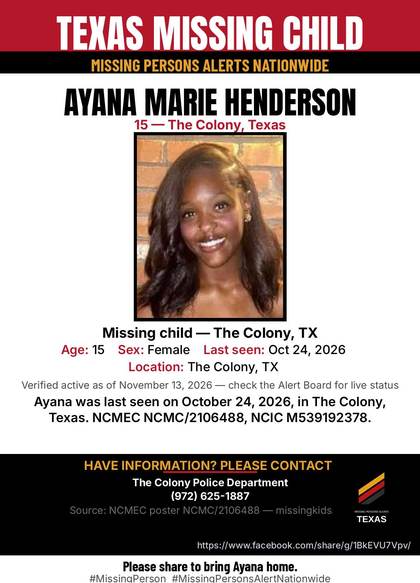 TEXAS MISSING CHILD
MISSING PERSONS ALERTS NATIONWIDE
AYANA MARIE HENDERSON
15 — The Colony, Texas
Missing child — The Colony, TX
Age: 15 Sex: Female Last seen: Oct 24, 2026
Location: The Colony, TX
Verified active as of November 13, 2026 — check the Alert Board for live status
Ayana was last seen on October 24, 2026, in The Colony,
Texas. NCMEC NCMC/2106488, NCIC M539192378.
HAVE INFORMATION? PLEASE CONTACT
The Colony Police Department
(972) 625-1887
Source: NCMEC poster NCMC/2106488 — missingkids
TEXAS
https://www.facebook.com/share/g/1BkEVU7Vpv/
Please share to bring Ayana home.
#MissingPerson #MissingPersonsAlertNationwide